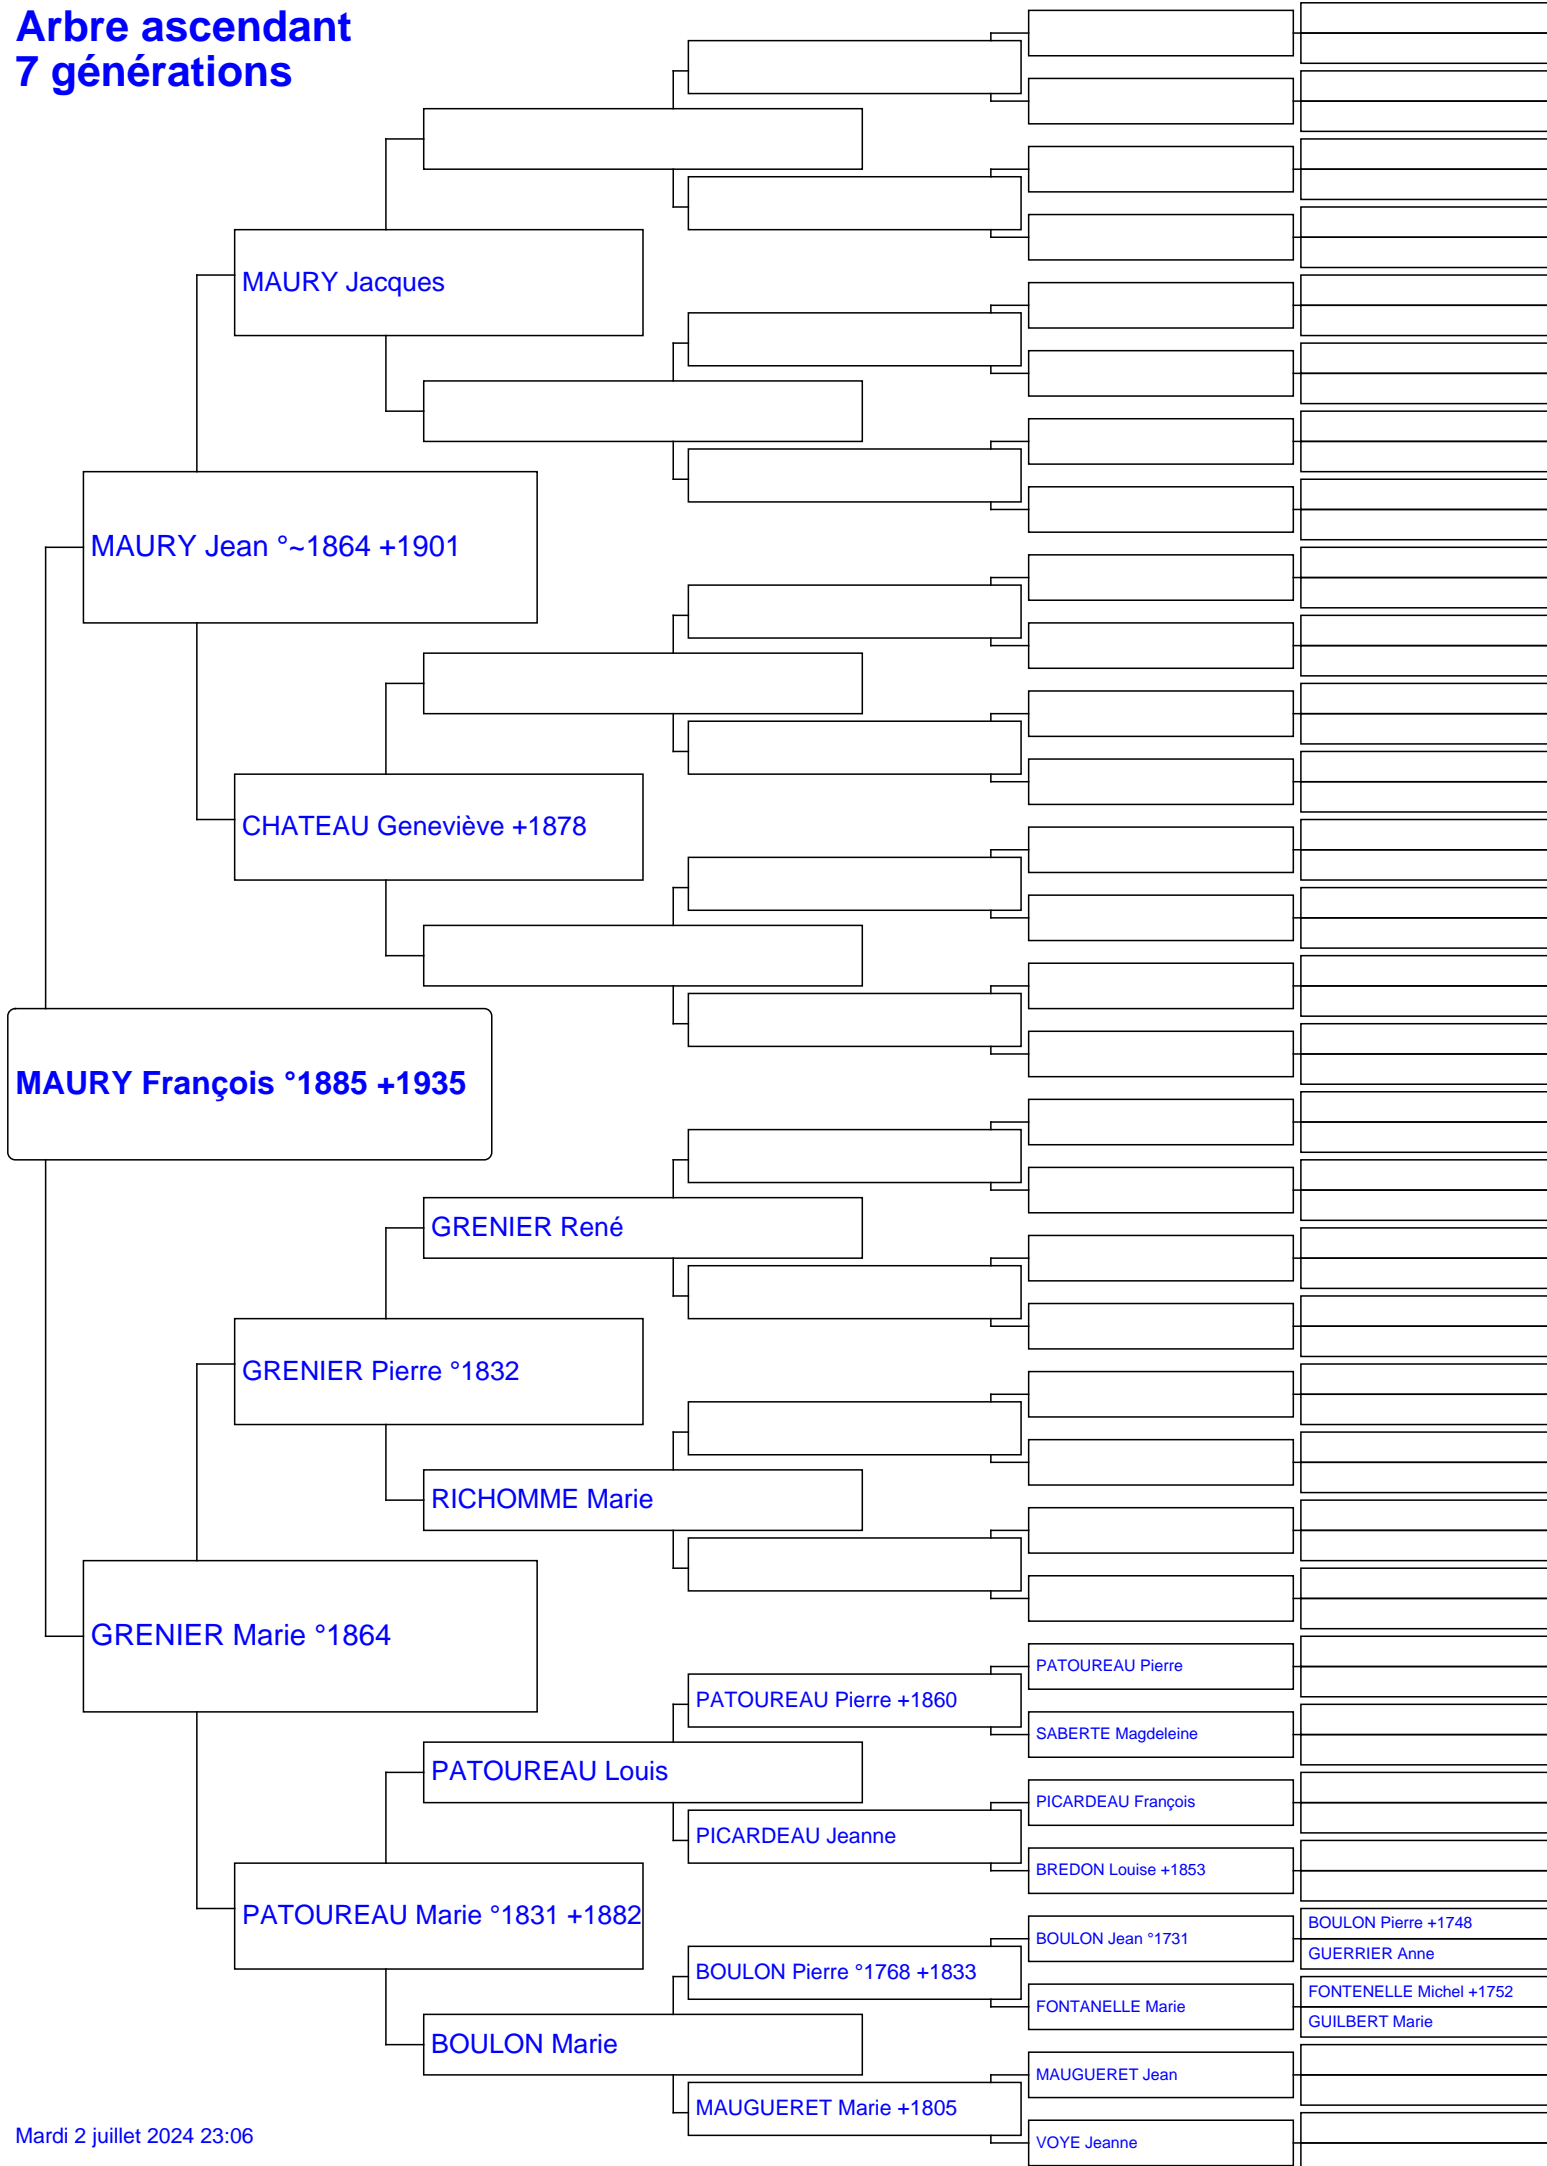 Arbre ascendant
7 générations
MAURY Jacques
MAURY Jean °~1864 +1901
CHATEAU Geneviève +1878
MAURY François °1885 +1935
GRENIER René
GRENIER Pierre °1832
RICHOMME Marie
GRENIER Marie °1864
PATOUREAU Pierre
PATOUREAU Pierre +1860
SABERTE Magdeleine
PATOUREAU Louis
PICARDEAU François
PICARDEAU Jeanne
BREDON Louise +1853
PATOUREAU Marie °1831 +1882
BOULON Pierre +1748
BOULON Jean °1731
GUERRIER Anne
BOULON Pierre °1768 +1833
FONTENELLE Michel +1752
FONTANELLE Marie
GUILBERT Marie
BOULON Marie
MAUGUERET Jean
MAUGUERET Marie +1805
VOYE Jeanne
Mardi 2 juillet 2024 23:06